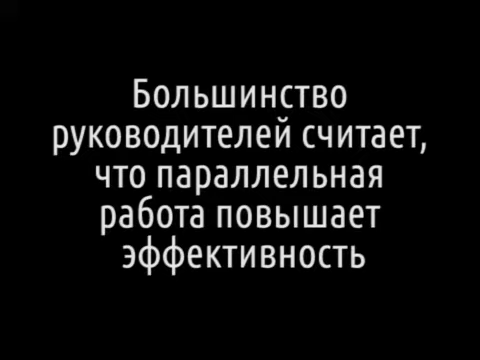 Большинство
руководителей считает,
что параллельная
работа повышает
эффективность